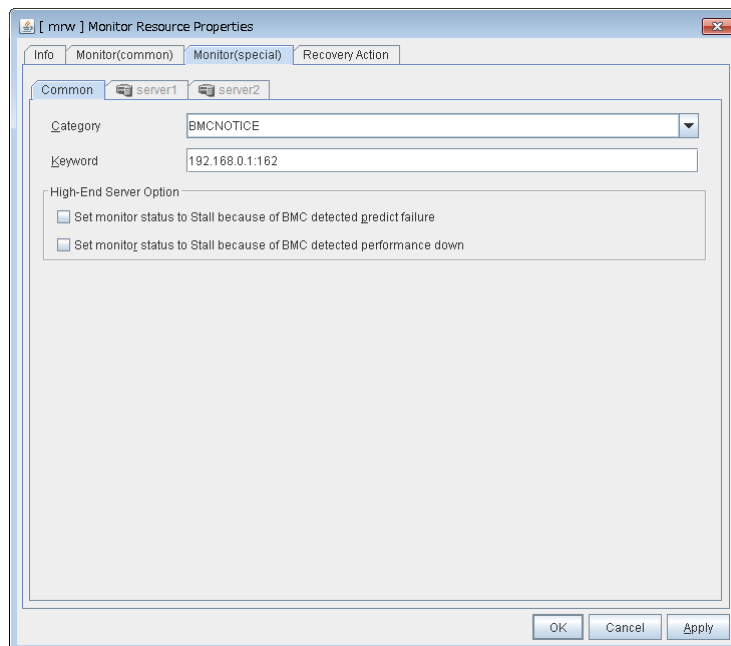 [ mrw ] Monitor Resource Properties
Info Monitor(common) Monitor(special) Recovery Action
Common server1 server2
Category BMCNOTICE
Keyword 192.168.0.1:162
High-End Server Option
Set monitor status to Stall because of BMC detected predict failure
Set monitor status to Stall because of BMC detected performance down
OK Cancel Apply